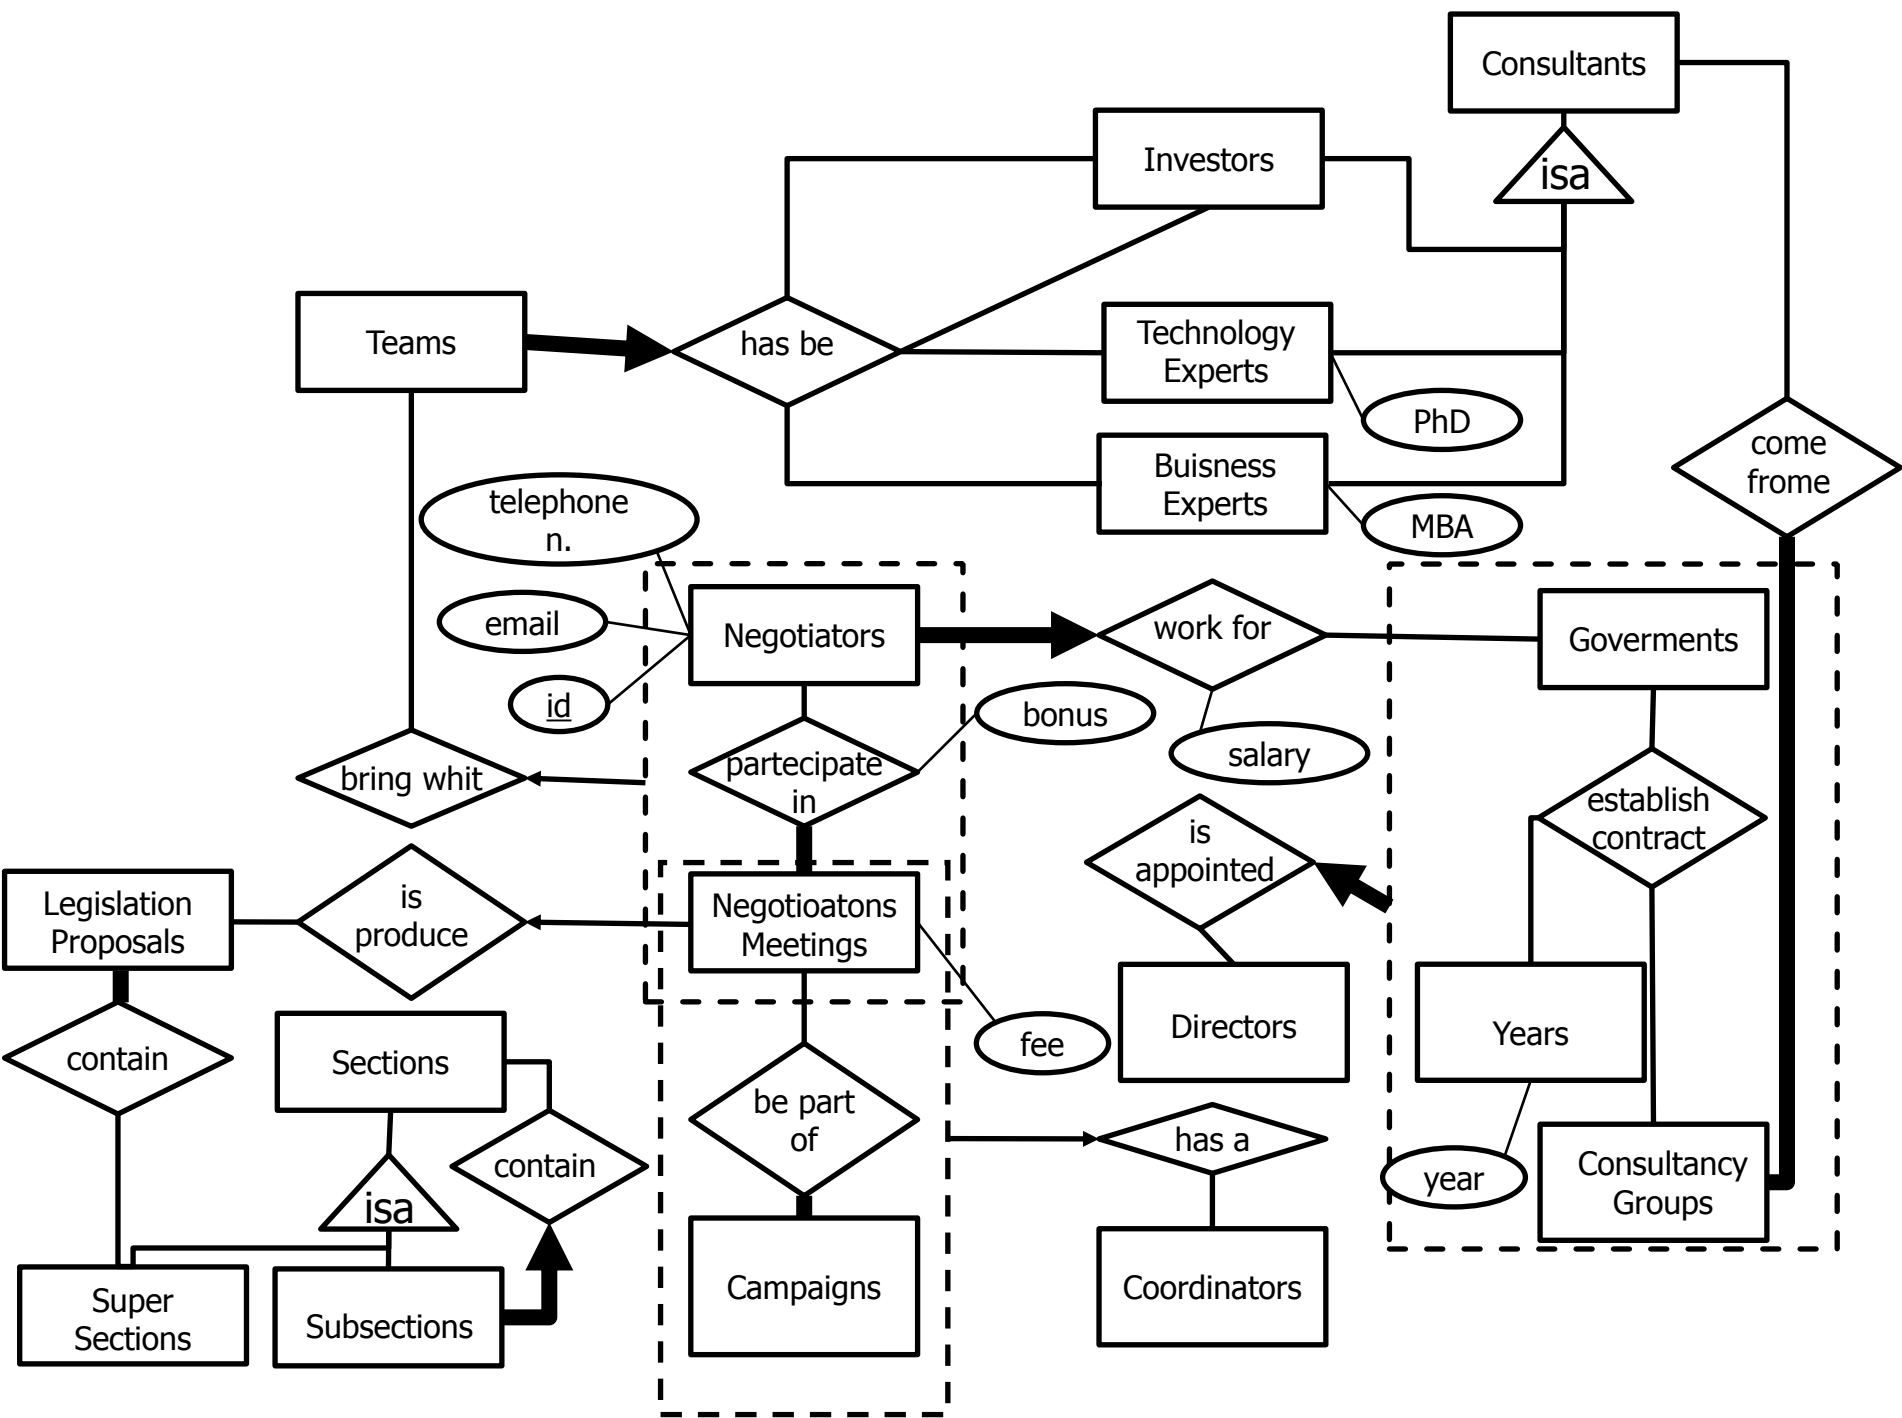 Consultants
Investors
isa
Teams
has be
Technology
Experts
PhD
come
frome
Buisness
Experts
MBA
telephone
n.
email
id
Negotiators
work for
Goverments
bonus
salary
bring whit
partecipate
in
establish
contract
is
appointed
Legislation
Proposals
is
produce
Negotioatons
Meetings
Directors
Years
fee
contain
Sections
be part
of
has a
contain
isa
year
Consultancy
Groups
Super
Sections
Subsections
Campaigns
Coordinators